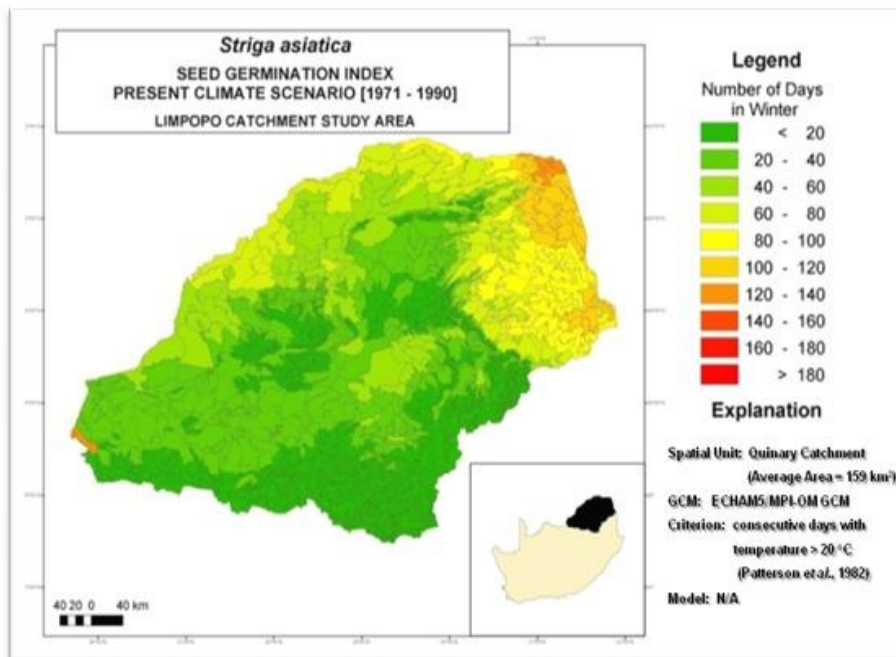 Striga asiatica
SEED GERMINATION INDEX
PRESENT CLIMATE SCENARIO [1971 - 1990]
LIMPOPO CATCHMENT STUDY AREA
Legend
Number of Days
in Winter
< 20
20 - 40
40 - 60
60 - 80
80 - 100
100 - 120
120 - 140
140 - 160
160 - 180
> 180
Explanation
Spatial Unit: Quinary Catchment
(Average Area = 159 km²)
GCM: ECHAM5/MPI-OM GCM
Criterion: consecutive days with
temperature > 20 °C
(Patterson et al., 1982)
Model: N/A
40 20 0 40 km